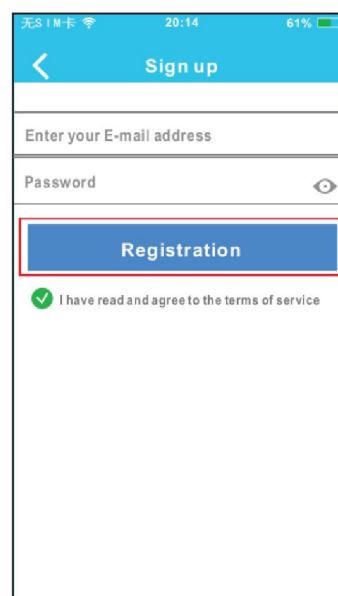 无SIM卡 20:14 61%
Sign up
Enter your E-mail address
Password
Registration
I have read and agree to the terms of service